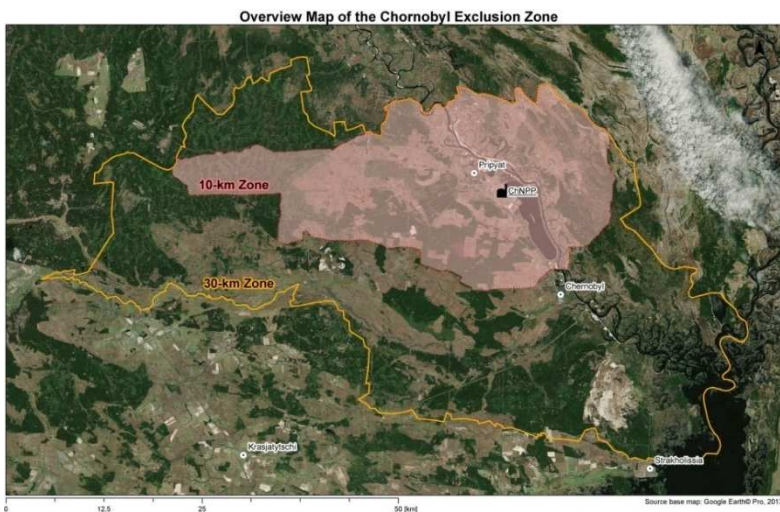 Overview Map of the Chornobyl Exclusion Zone
Pripyat
ChNPP
10-km Zone
30-km Zone
Chernobyl
Krasjatytschi
Strakholissia
0 12.5 25 50 [km]
Source base map: Google Earth© Pro, 201